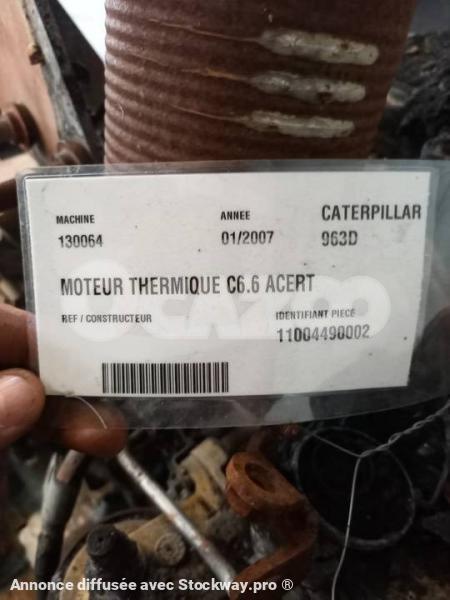 MACHINE ANNEE CATERPILLAR
130064 01/2007 963D
MOTEUR THERMIQUE C6.6 ACERT
OCAZOO
REF / CONSTRUCTEUR IDENTIFIANT PIECE
11004490002
Annonce diffusée avec Stockway.pro ®